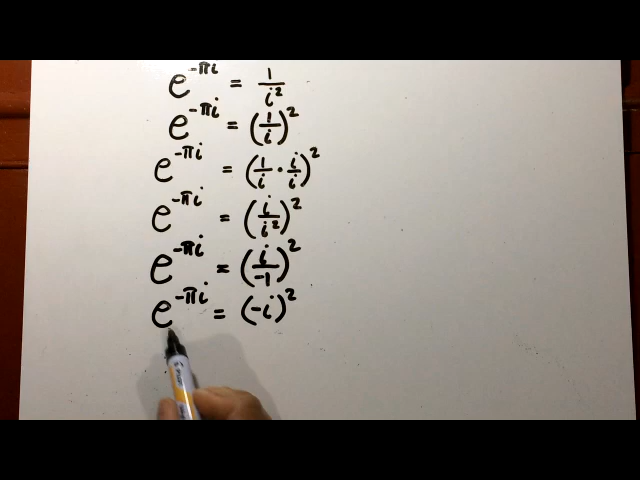 e^{-πi} = 1/i²
e^{-πi} = (1/i)²
e^{-πi} = (1/i · i/i)²
e^{-πi} = (i/i²)²
e^{-πi} = (i/-1)²
e^{-πi} = (-i)²